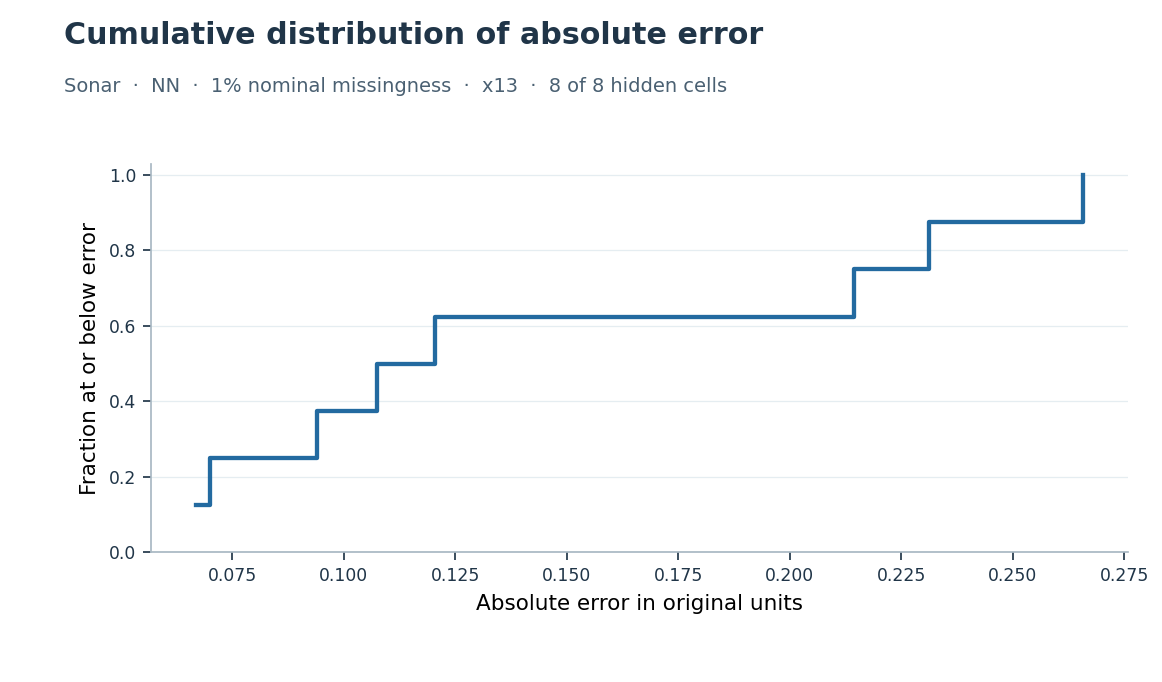 Cumulative distribution of absolute error
Sonar · NN · 1% nominal missingness · x13 · 8 of 8 hidden cells
Fraction at or below error
1.0
0.8
0.6
0.4
0.2
0.0
0.075 0.100 0.125 0.150 0.175 0.200 0.225 0.250 0.275
Absolute error in original units